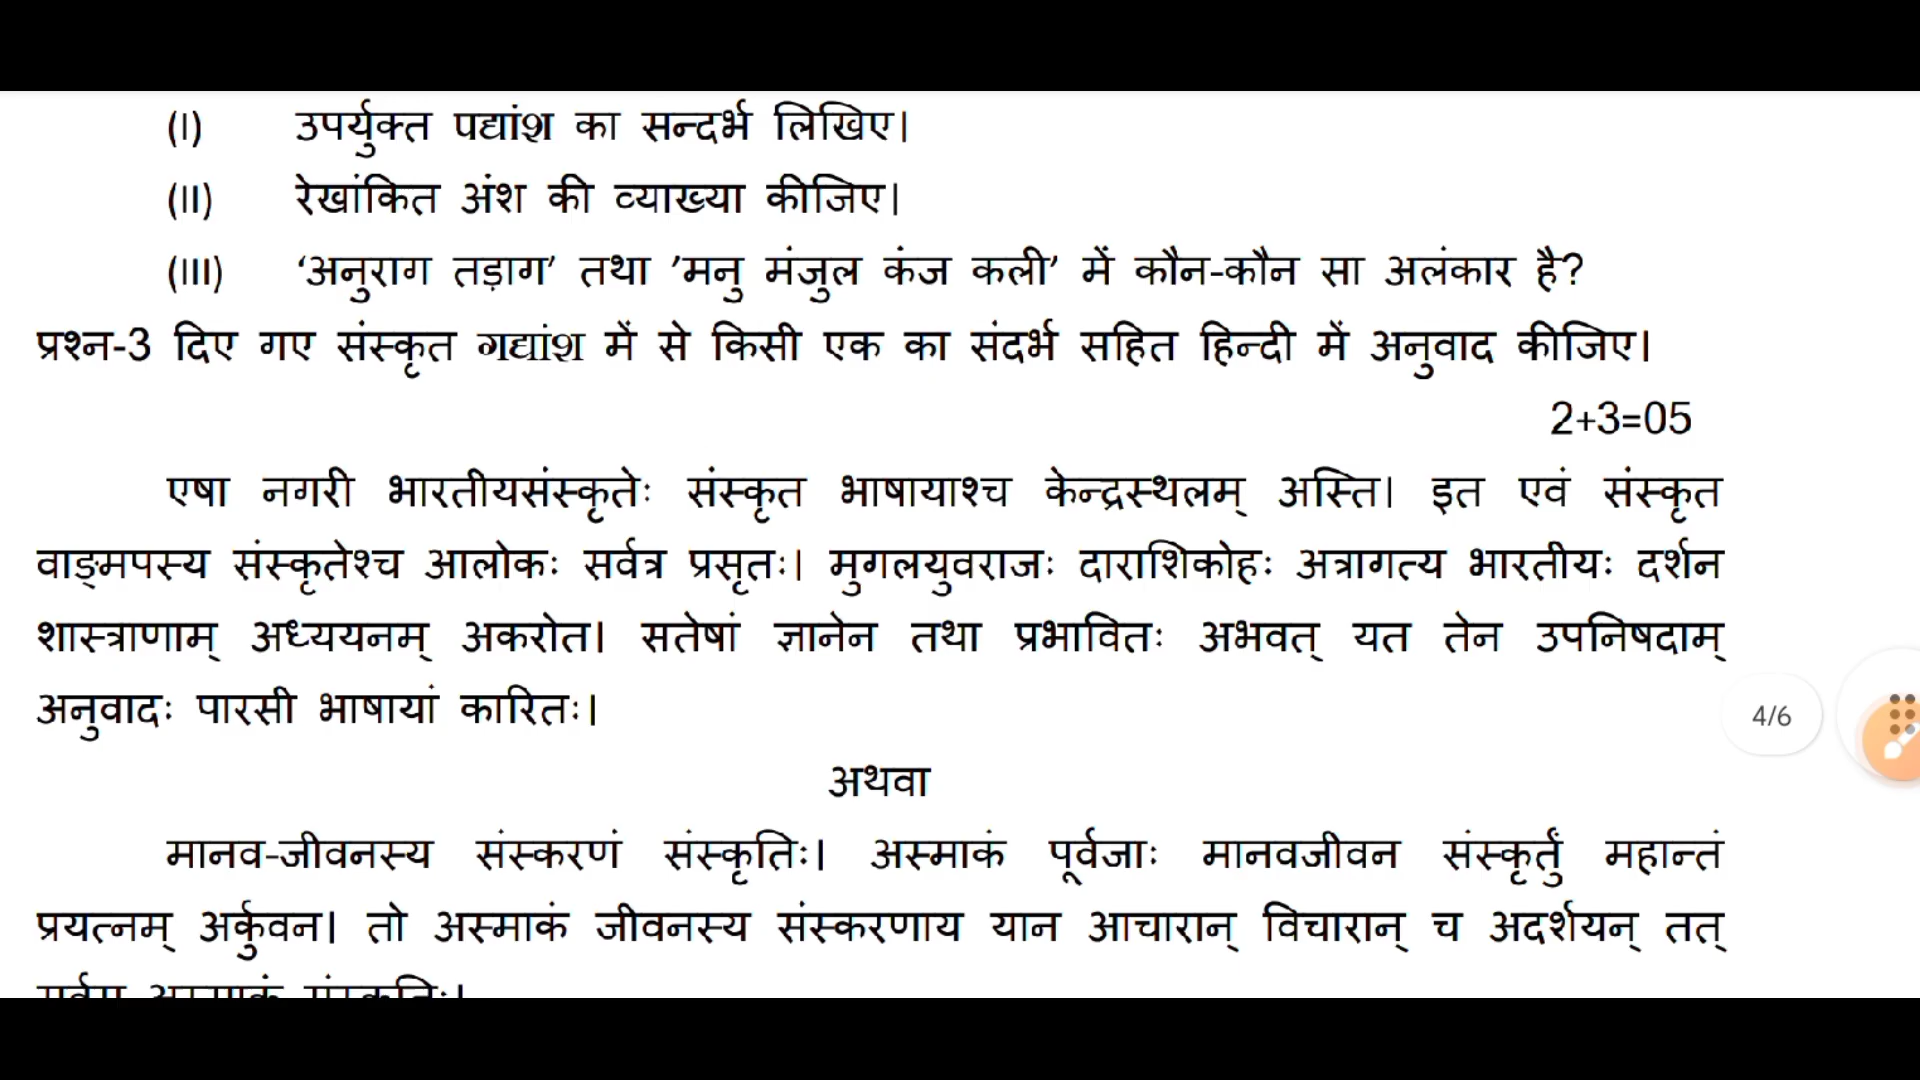 (I) उपर्युक्त पद्यांश का सन्दर्भ लिखिए।
(II) रेखांकित अंश की व्याख्या कीजिए।
(III) ‘अनुराग तड़ाग’ तथा ’मनु मंजुल कंज कली’ में कौन-कौन सा अलंकार है?
प्रश्न-3 दिए गए संस्कृत गद्यांश में से किसी एक का संदर्भ सहित हिन्दी में अनुवाद कीजिए।
2+3=05
एषा नगरी भारतीयसंस्कृतेः संस्कृत भाषायाश्च केन्द्रस्थलम् अस्ति। इत एवं संस्कृत
वाङ्मपस्य संस्कृतेश्च आलोकः सर्वत्र प्रसृतः। मुगलयुवराजः दाराशिकोहः अत्रागत्य भारतीयः दर्शन
शास्त्राणाम् अध्ययनम् अकरोत। सतेषां ज्ञानेन तथा प्रभावितः अभवत् यत तेन उपनिषदाम्
अनुवादः पारसी भाषायां कारितः।
4/6
अथवा
मानव-जीवनस्य संस्करणं संस्कृतिः। अस्माकं पूर्वजाः मानवजीवन संस्कृर्तुं महान्तं
प्रयत्नम् अर्कुवन। तो अस्माकं जीवनस्य संस्करणाय यान आचारान् विचारान् च अदर्शयन् तत्
अस्माकं संस्कृतिः।